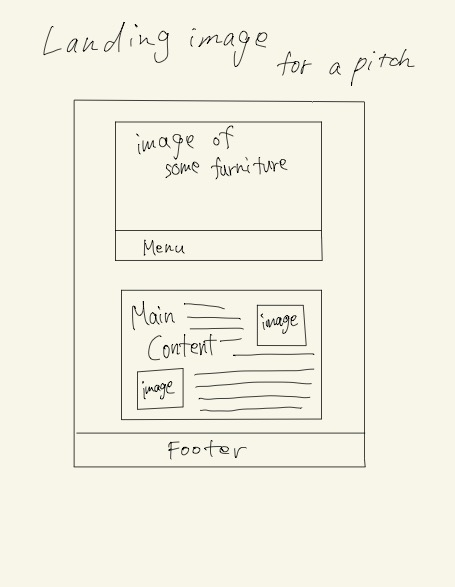 Landing image
for a pitch
image of
some furniture
Menu
Main
image
Content
image
Footer